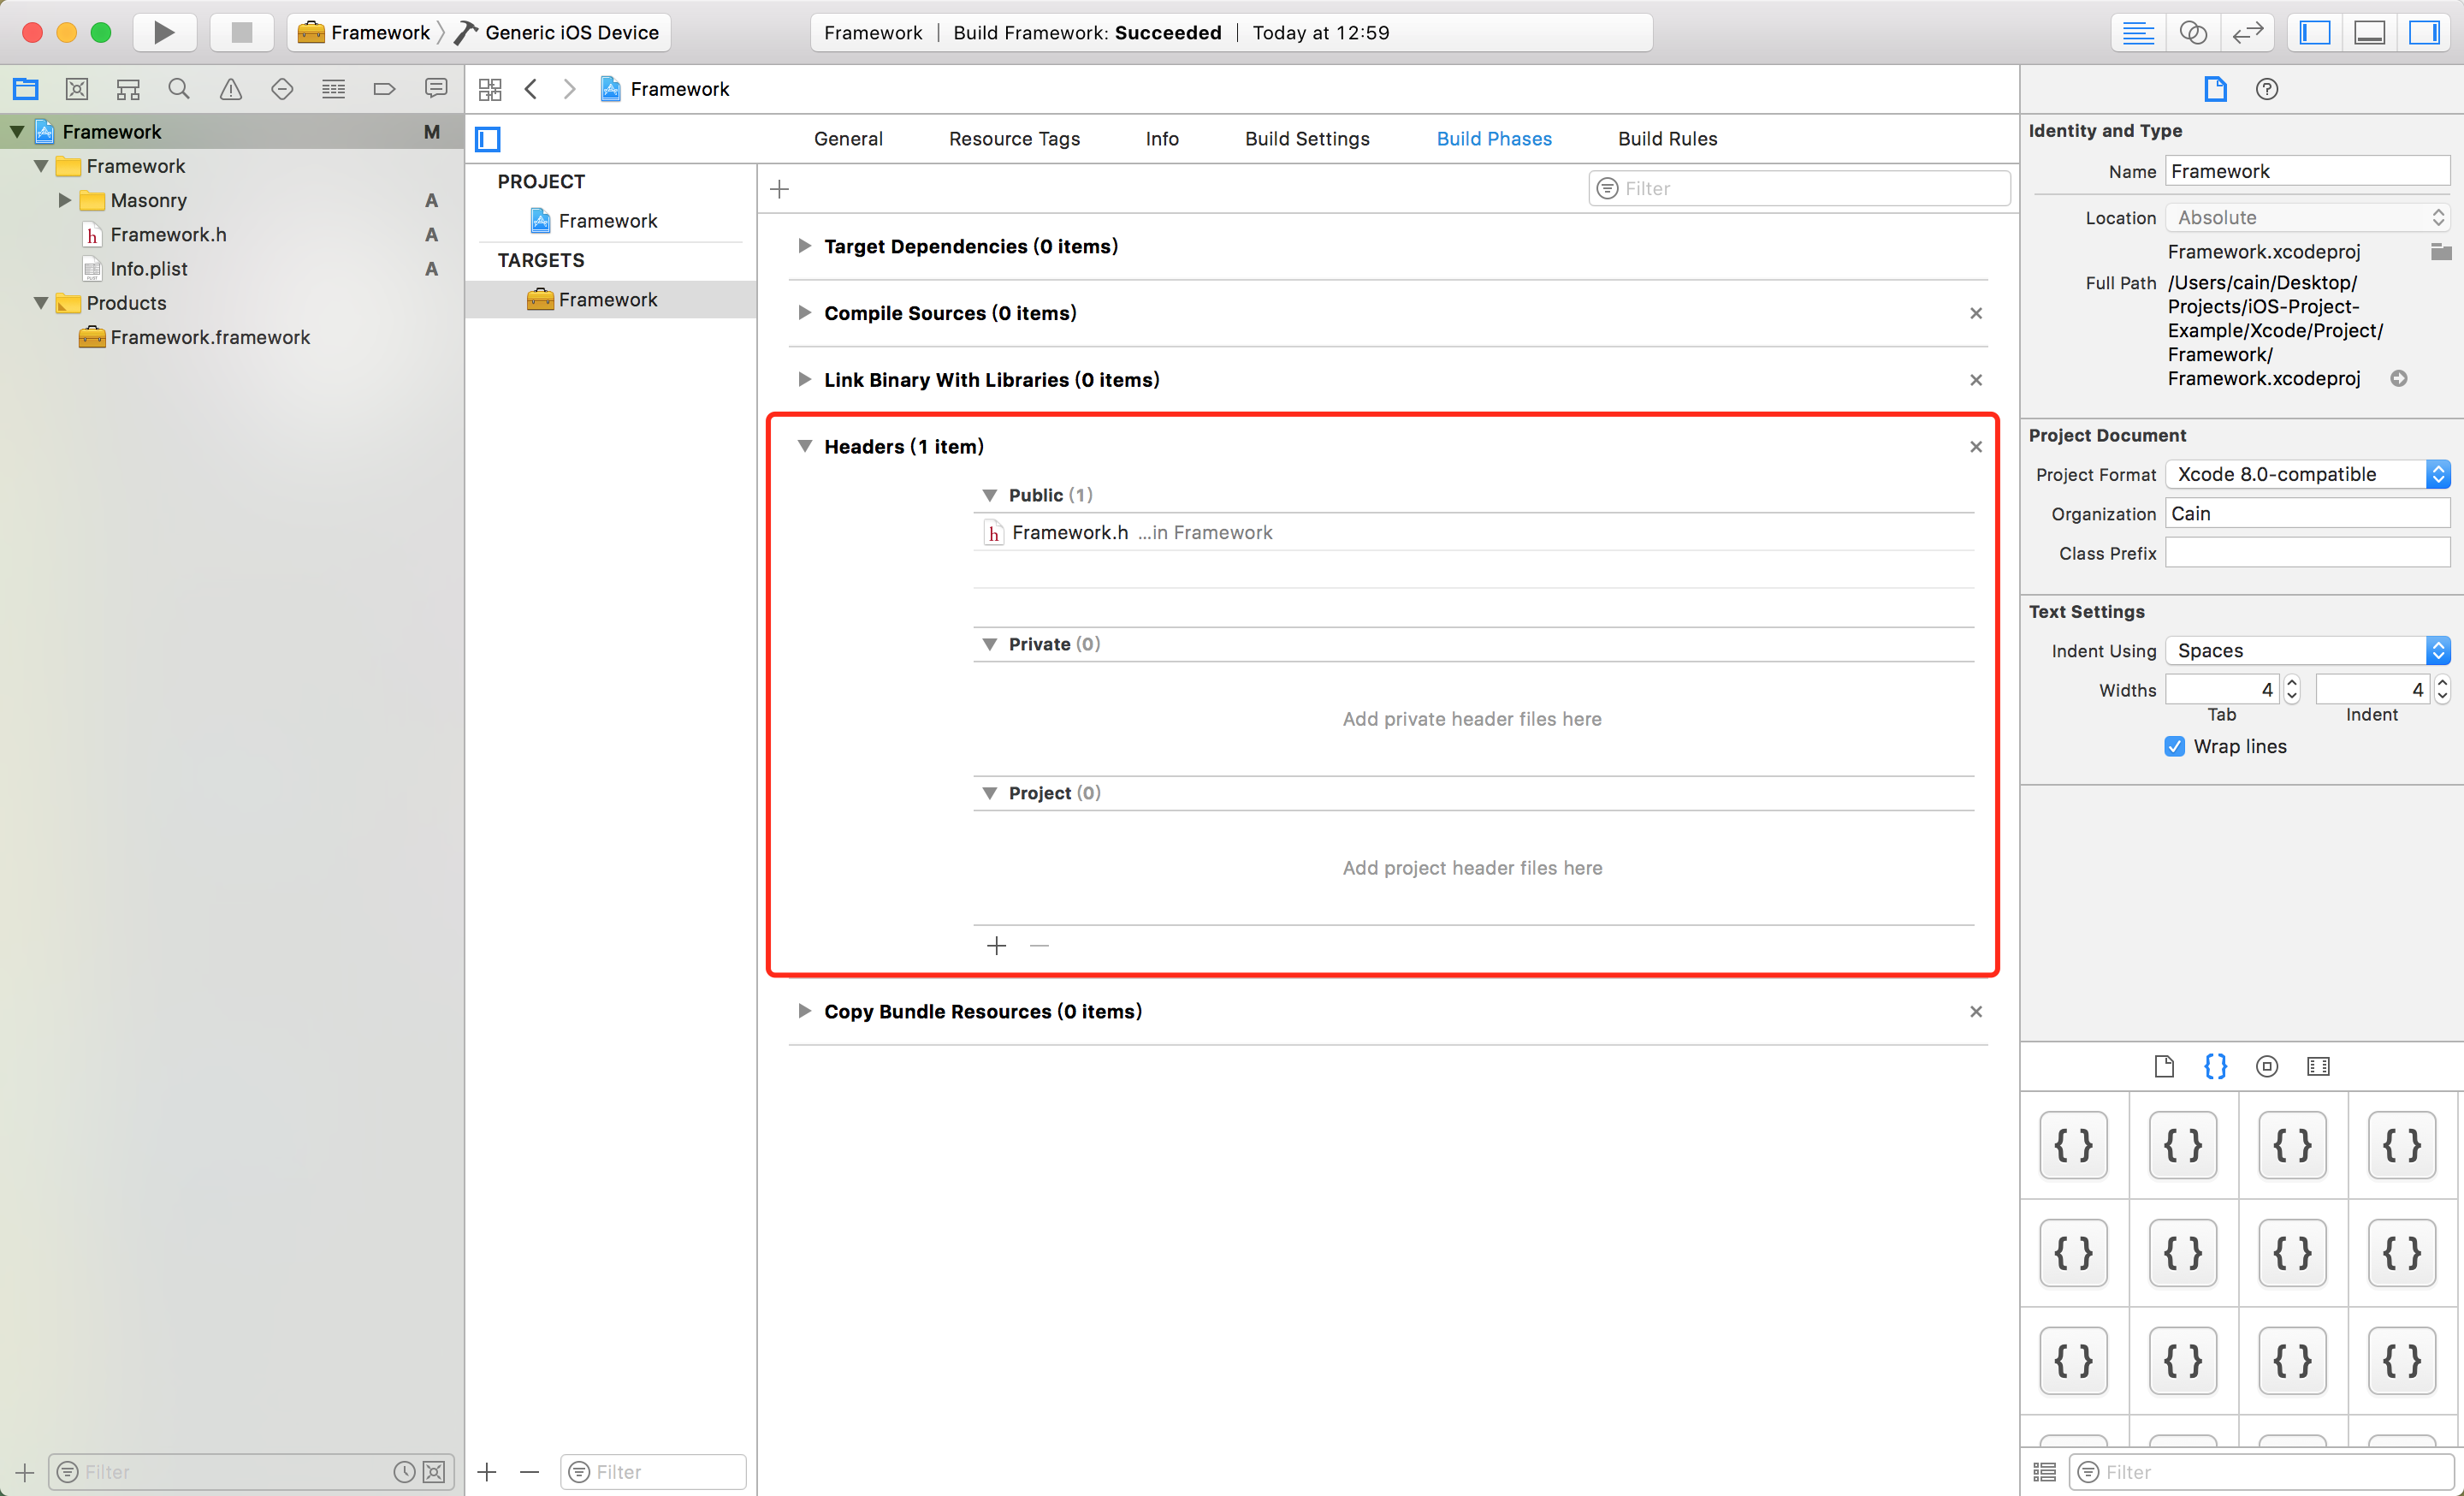 Framework Generic iOS Device
Framework | Build Framework: Succeeded | Today at 12:59
Framework
Framework M
Framework
Masonry A
Framework.h A
Info.plist A
Products
Framework.framework
Filter
General Resource Tags Info Build Settings Build Phases Build Rules
PROJECT
Framework
TARGETS
Framework
Filter
Filter
Target Dependencies (0 items)
Compile Sources (0 items)
Link Binary With Libraries (0 items)
Headers (1 item)
Public (1)
Framework.h ...in Framework
Private (0)
Add private header files here
Project (0)
Add project header files here
Copy Bundle Resources (0 items)
Identity and Type
Name Framework
Location Absolute
Framework.xcodeproj
Full Path /Users/cain/Desktop/
Projects/iOS-Project-
Example/Xcode/Project/
Framework/
Framework.xcodeproj
Project Document
Project Format Xcode 8.0-compatible
Organization Cain
Class Prefix
Text Settings
Indent Using Spaces
Widths 4 4
Tab Indent
Wrap lines
{ } { } { } { }
{ } { } { } { }
{ } { } { } { }
Filter